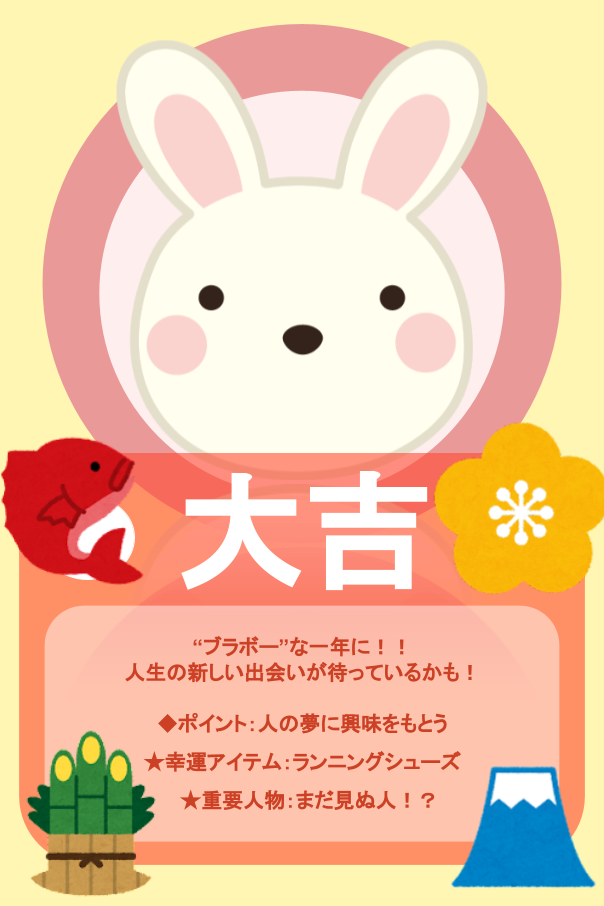 大吉
“ブラボー”な一年に！！
人生の新しい出会いが待っているかも！
◆ポイント：人の夢に興味をもとう
★幸運アイテム：ランニングシューズ
★重要人物：まだ見ぬ人！？